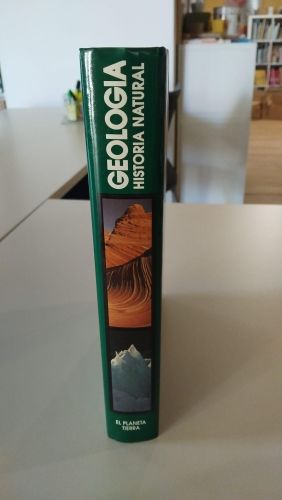 GEOLOGIA
HISTORIA NATURAL
EL PLANETA
TIERRA